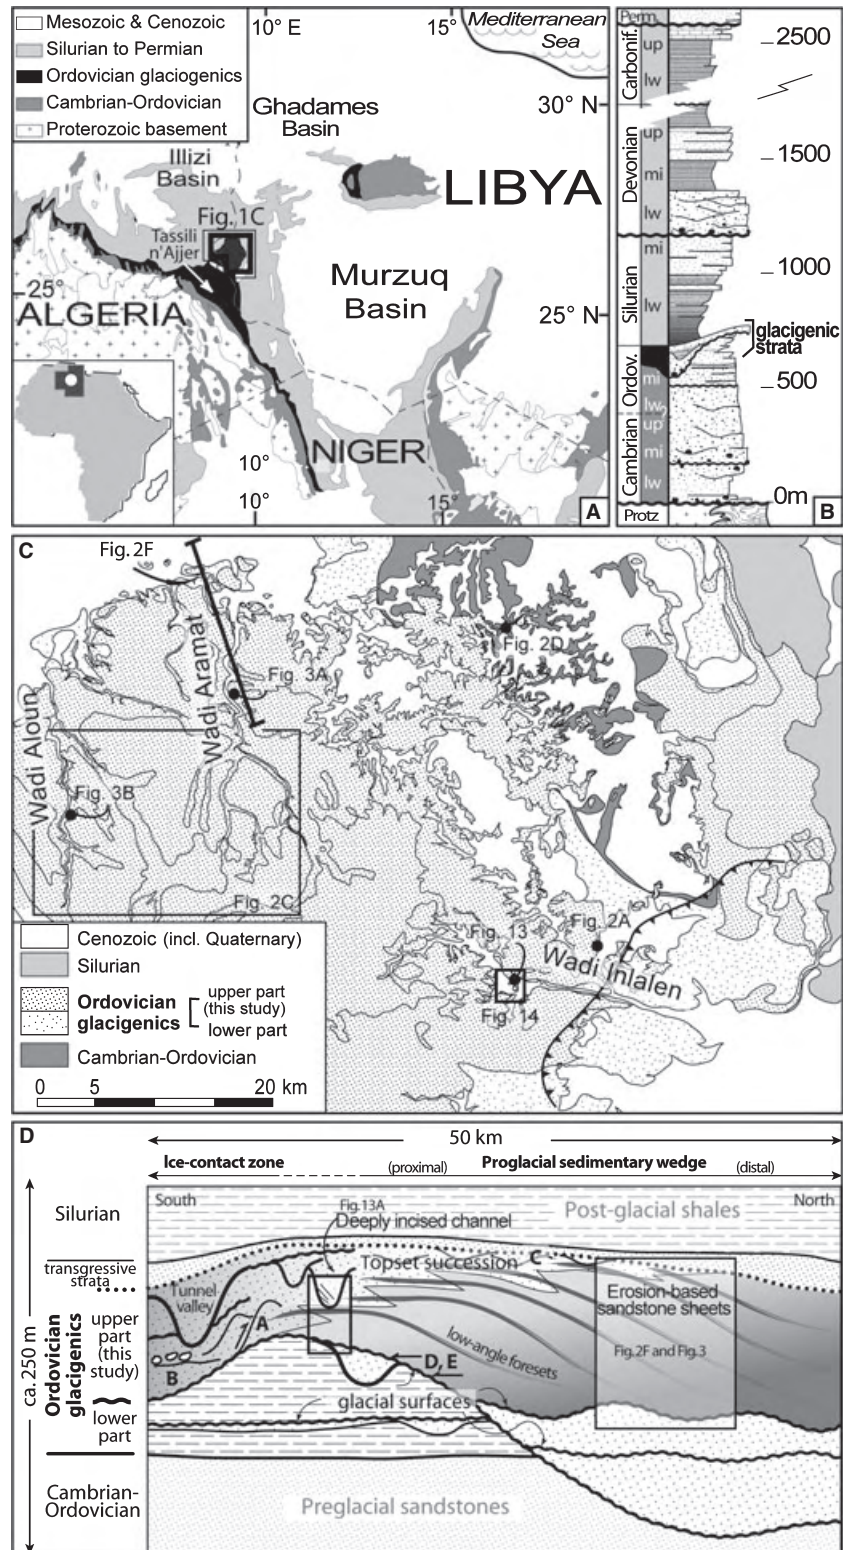 Mesozoic & Cenozoic
Silurian to Permian
Ordovician glaciogenics
Cambrian-Ordovician
Proterozoic basement
10° E
15°
Mediterranean
Sea
30° N
Ghadames
Basin
Illizi
Basin
LIBYA
Fig. 1C
Tassili
n'Ajjer
Murzuq
Basin
25°
ALGERIA
25° N
NIGER
10°
10°
15°
A
Perm.
Carbonif.
up
lw
2500
Devonian
up
mi
lw
1500
Silurian
mi
lw
1000
glacigenic
strata
Ordov.
mi
lw
500
Cambrian
?
up
mi
lw
0m
Protz
B
C
Fig. 2F
Wadi Aramat
Fig. 3A
Fig. 2D
Wadi Aloun
Fig. 3B
Fig. 2C
Fig. 2A
Fig. 13
Wadi Inlalen
Fig. 14
Cenozoic (incl. Quaternary)
Silurian
Ordovician
glacigenics
upper part
(this study)
lower part
Cambrian-Ordovician
0 5 20 km
D
50 km
Ice-contact zone (proximal) Proglacial sedimentary wedge (distal)
South
North
Silurian
Fig.13A
Deeply incised channel
Post-glacial shales
transgressive
strata
Topset succession
C
Tunnel
valley
Erosion-based
sandstone sheets
ca. 250 m
Ordovician
glacigenics
upper
part
(this
study)
A
B
low-angle foresets
Fig.2F and Fig.3
D, E
glacial surfaces
lower
part
Cambrian-
Ordovician
Preglacial sandstones